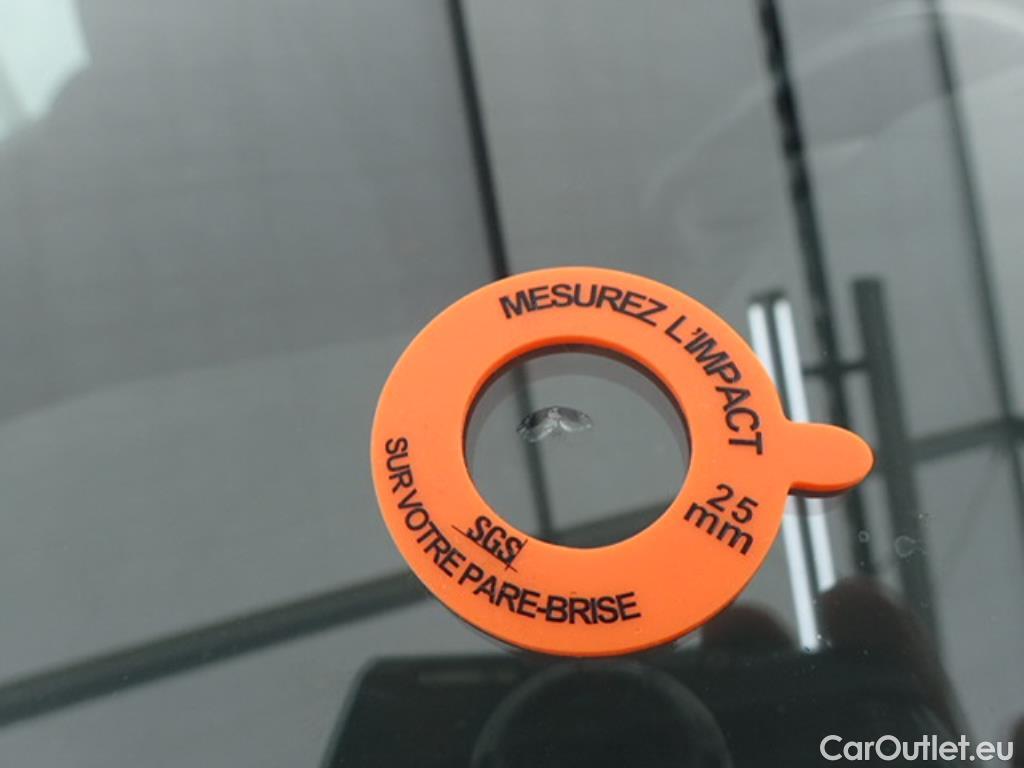 MESUREZ L'IMPACT
25
mm
SGS
SUR VOTRE PARE-BRISE
CarOutlet.eu